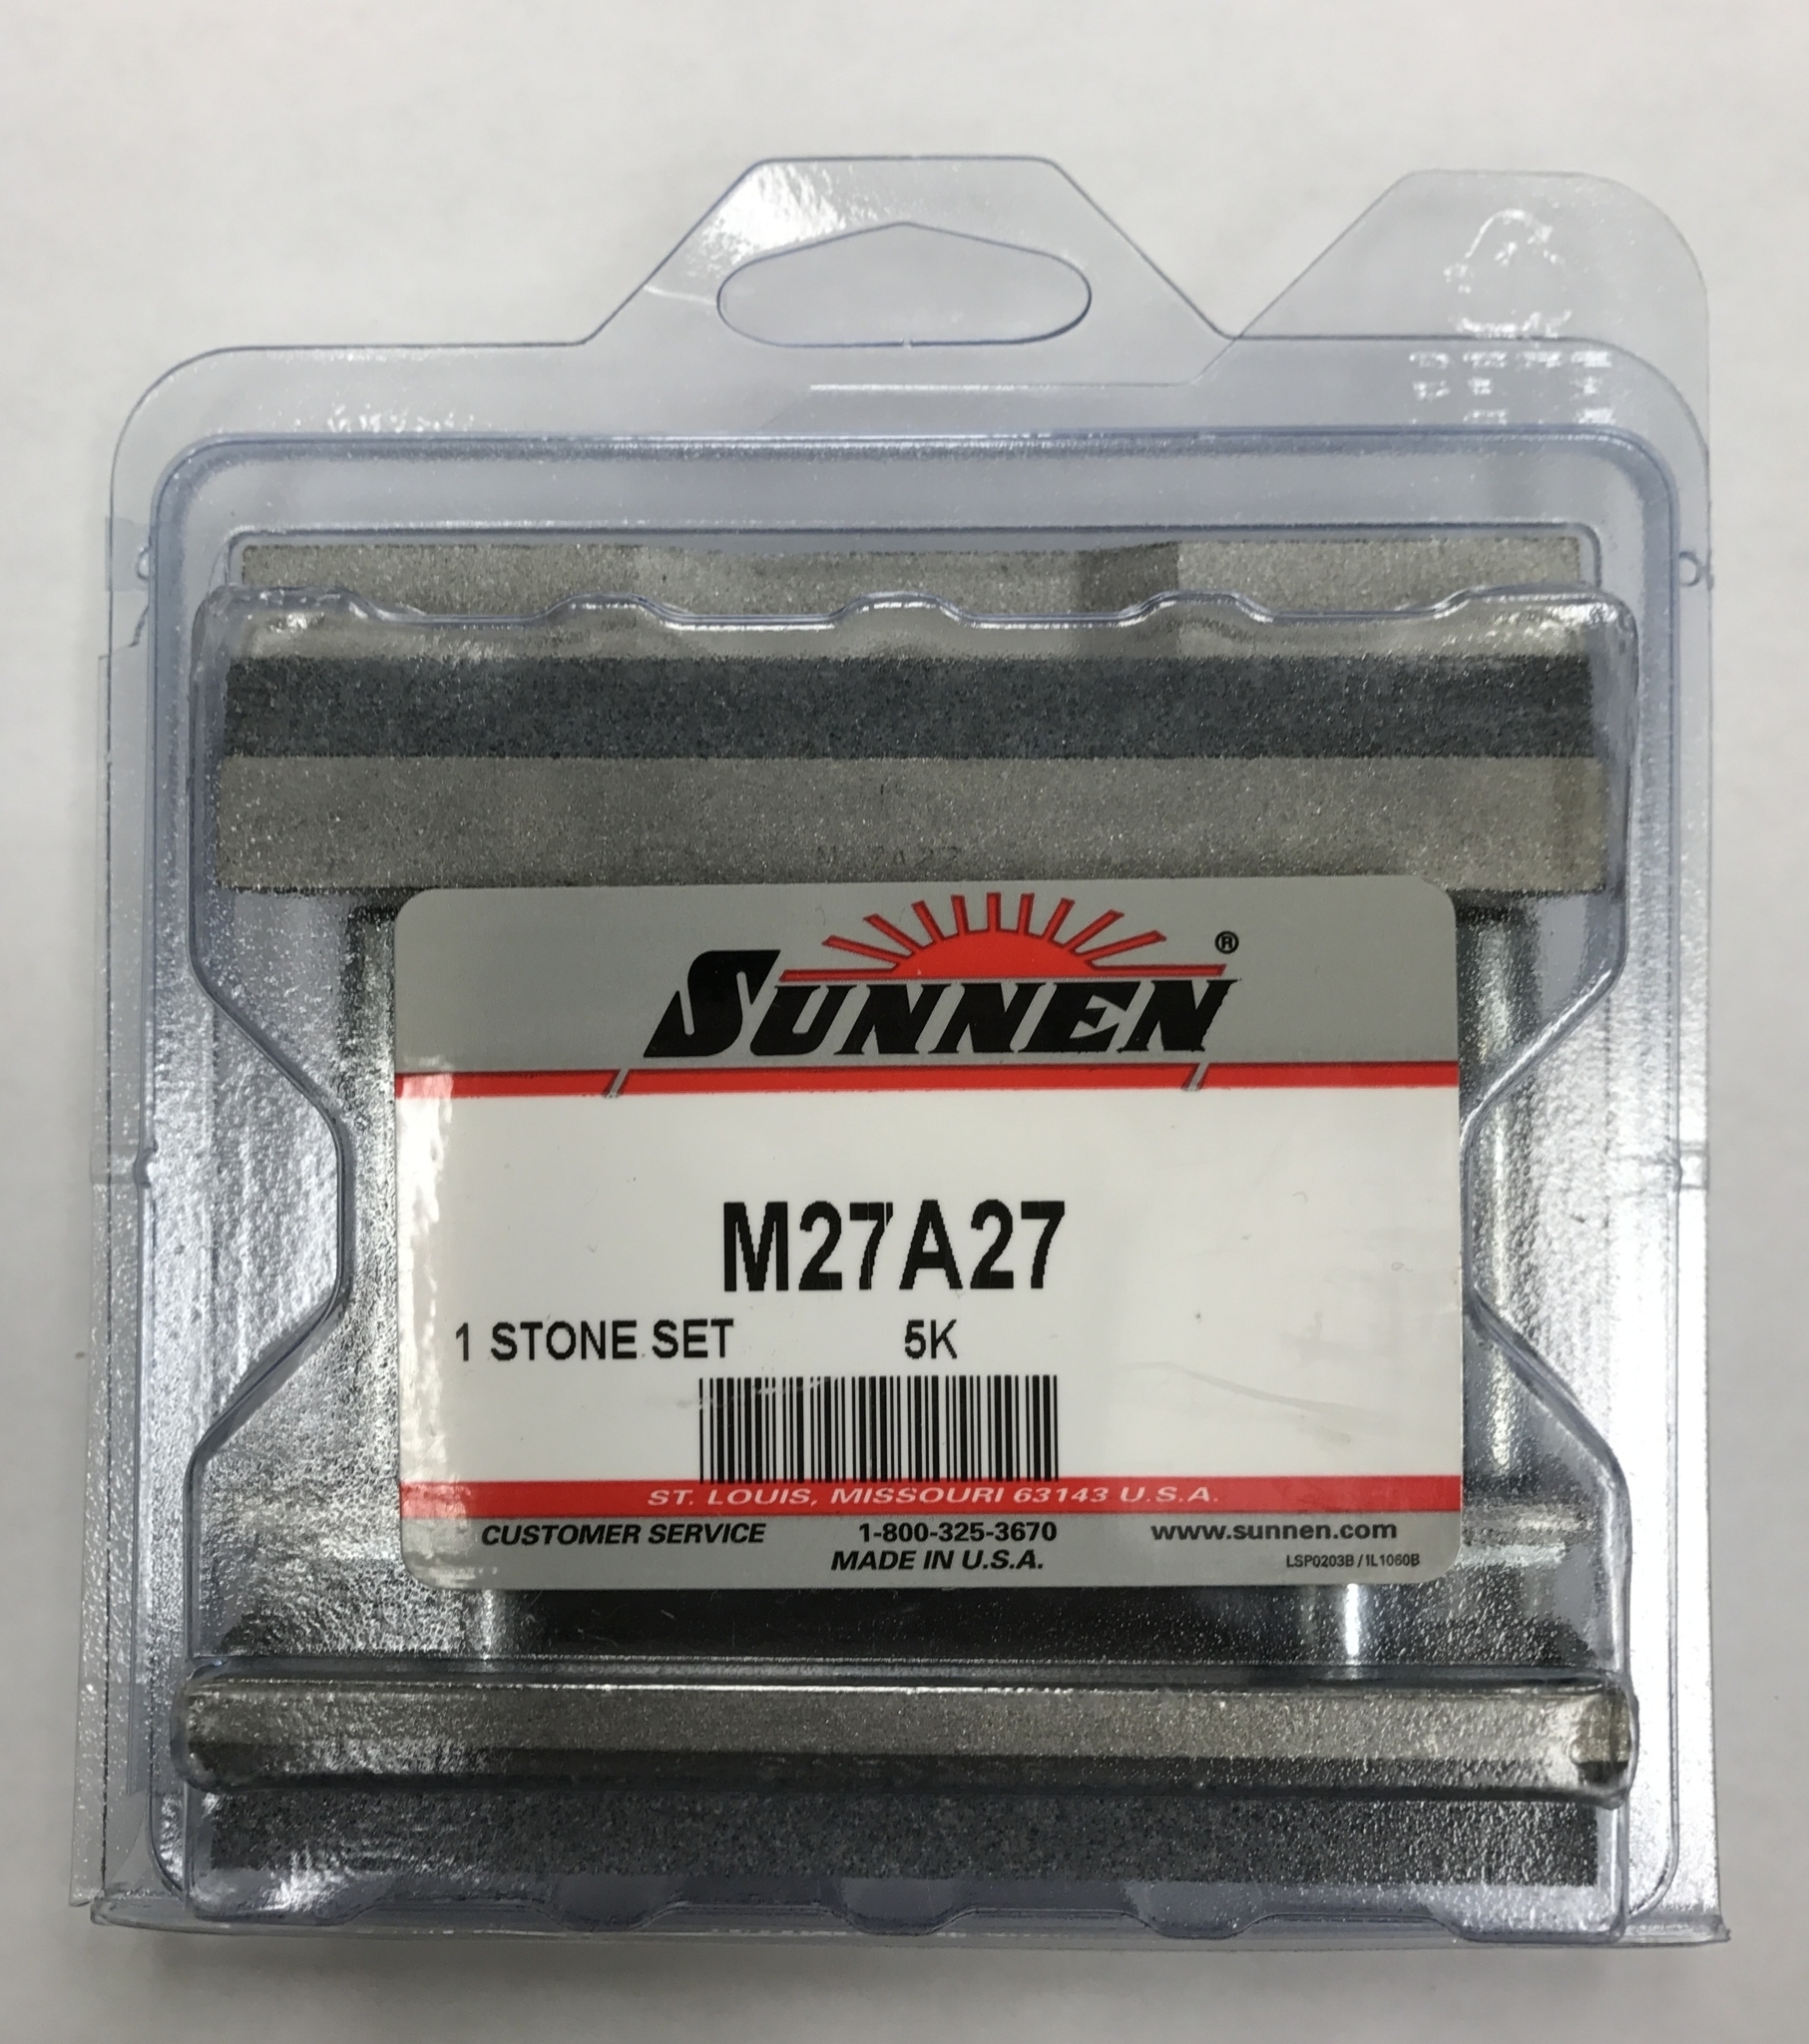 M27A27
SUNNEN®
M27A27
1 STONE SET 5K
ST. LOUIS, MISSOURI 63143 U.S.A.
CUSTOMER SERVICE 1-800-325-3670 www.sunnen.com
MADE IN U.S.A. LSP0203B / IL1060B